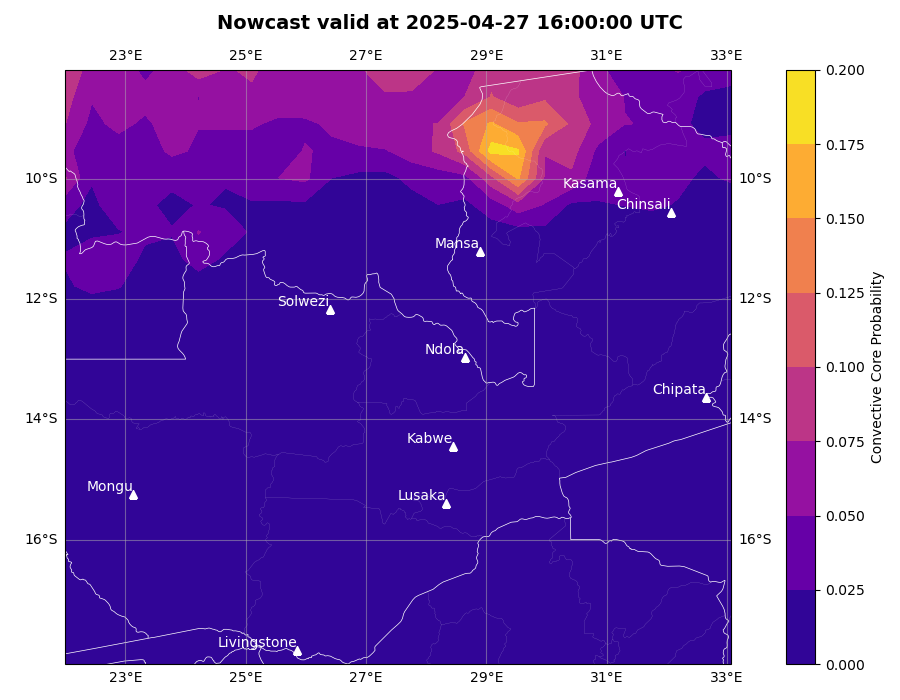 Nowcast valid at 2025-04-27 16:00:00 UTC
23°E 25°E 27°E 29°E 31°E 33°E
0.200
0.175
10°S Kasama 10°S
Chinsali
0.150
Mansa
12°S Solwezi 12°S
0.125
Ndola
0.100
Chipata
14°S 14°S
Kabwe
0.075
Mongu Lusaka
0.050
16°S 16°S
0.025
Livingstone
0.000
23°E 25°E 27°E 29°E 31°E 33°E
Convective Core Probability